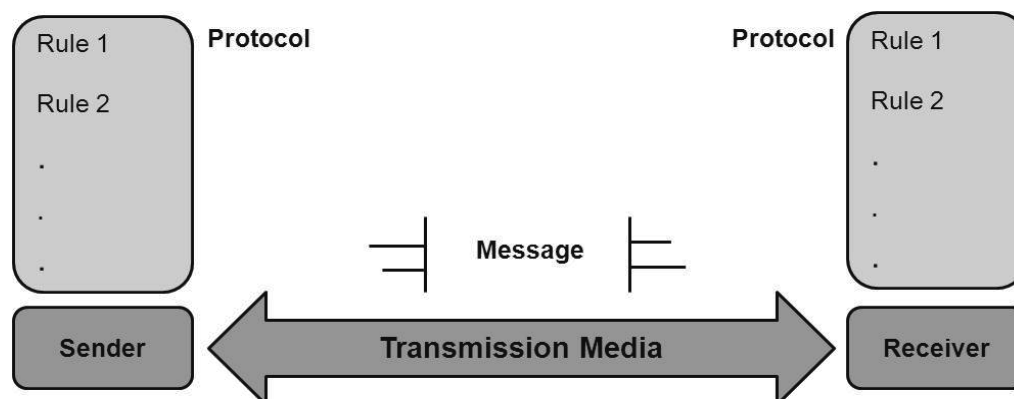 Rule 1
Protocol
Protocol
Rule 1
Rule 2
Rule 2
.
.
.
.
.
.
Message
Sender
Transmission Media
Receiver